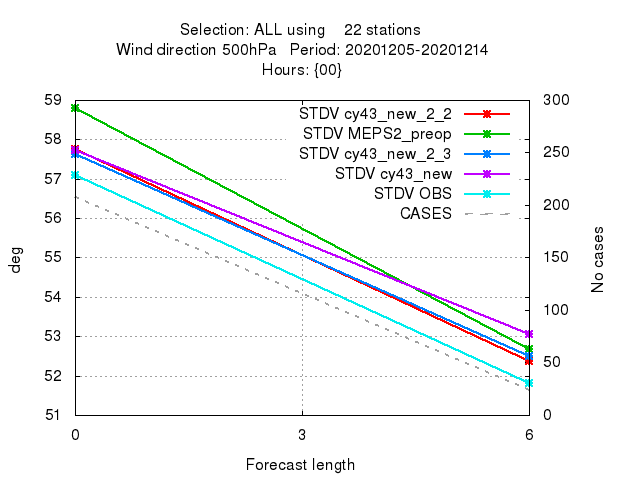 Selection: ALL using    22 stations
Wind direction 500hPa   Period: 20201205-20201214
Hours: {00}
59 300
STDV cy43_new_2_2
STDV MEPS2_preop
58
STDV cy43_new_2_3
250
STDV cy43_new
57
STDV OBS
200
CASES
56
deg
55 150
No cases
54
100
53
50
52
51 0
0 3 6
Forecast length